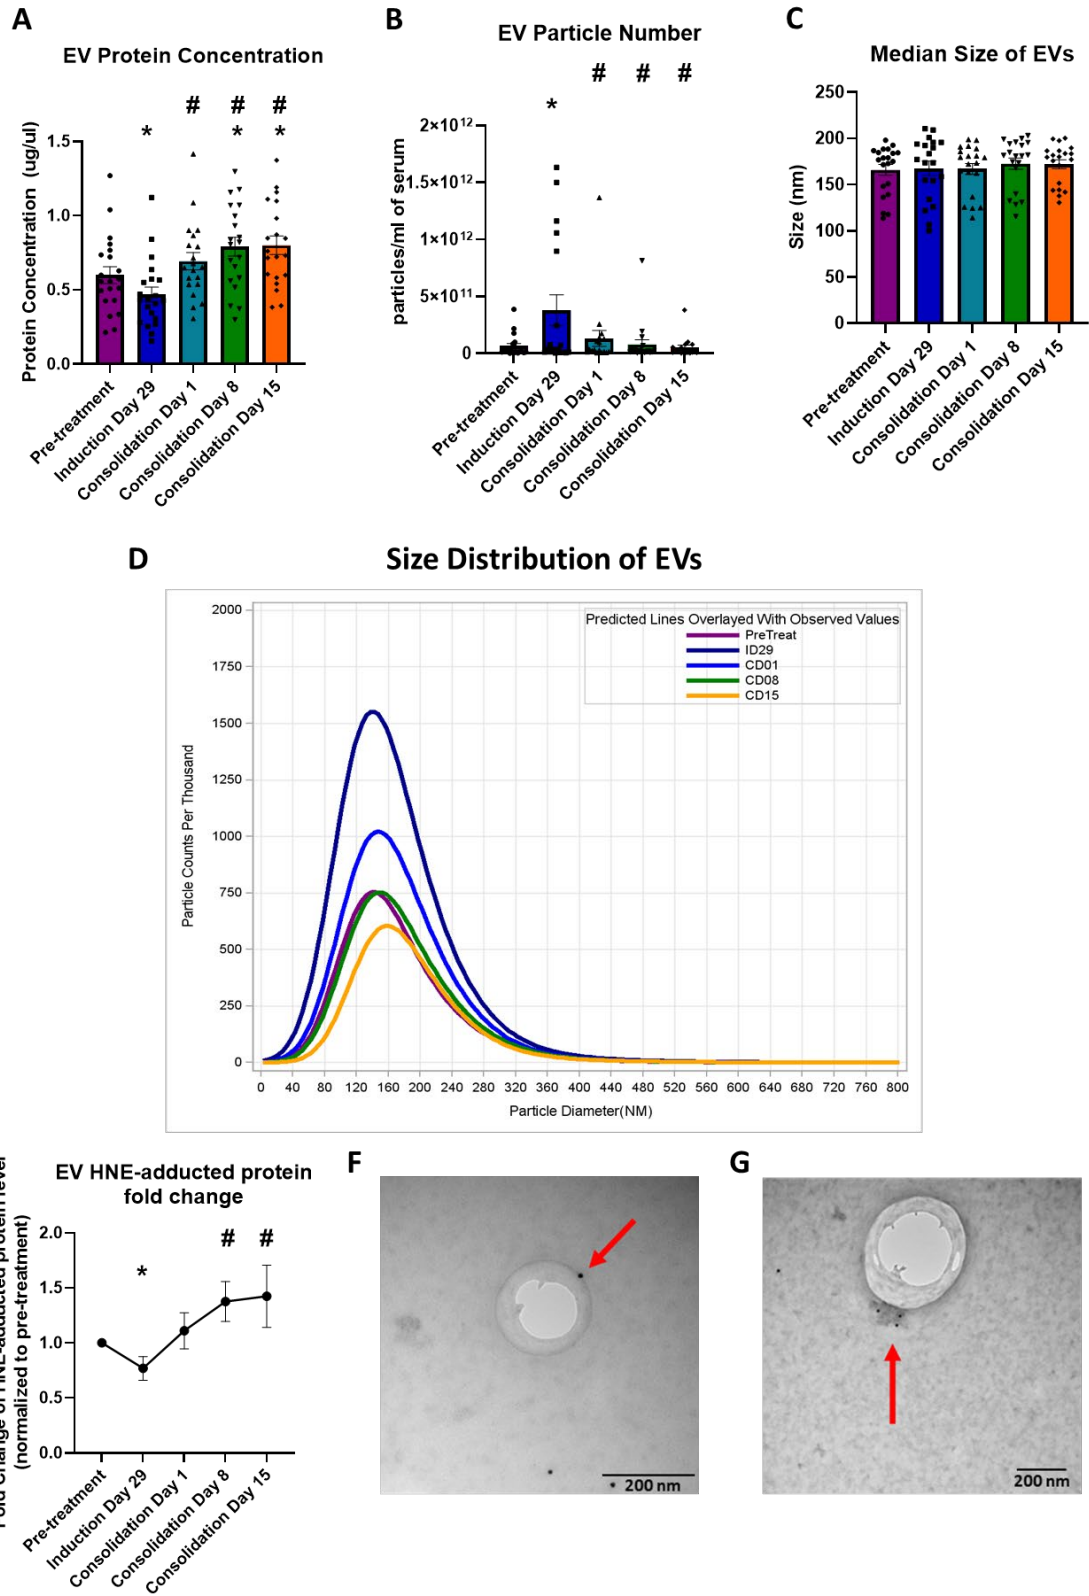 A
EV Protein Concentration
# # #
* * *
Protein Concentration (ug/ul)
1.5
1.0
0.5
0.0
Pre-treatment
Induction Day 29
Consolidation Day 1
Consolidation Day 8
Consolidation Day 15
B
EV Particle Number
# # #
*
particles/ml of serum
2×10¹²
1.5×10¹²
1×10¹²
5×10¹¹
0
Pre-treatment
Induction Day 29
Consolidation Day 1
Consolidation Day 8
Consolidation Day 15
C
Median Size of EVs
Size (nm)
250
200
150
100
50
0
Pre-treatment
Induction Day 29
Consolidation Day 1
Consolidation Day 8
Consolidation Day 15
D
Size Distribution of EVs
Predicted Lines Overlayed With Observed Values
PreTreat
ID29
CD01
CD08
CD15
Particle Counts Per Thousand
2000
1750
1500
1250
1000
750
500
250
0
0 40 80 120 160 200 240 280 320 360 400 440 480 520 560 600 640 680 720 760 800
Particle Diameter(NM)
EV HNE-adducted protein
fold change
# #
*
Fold Change of HNE-adducted protein level
(normalized to pre-treatment)
2.0
1.5
1.0
0.5
0.0
Pre-treatment
Induction Day 29
Consolidation Day 1
Consolidation Day 8
Consolidation Day 15
F
200 nm
G
200 nm